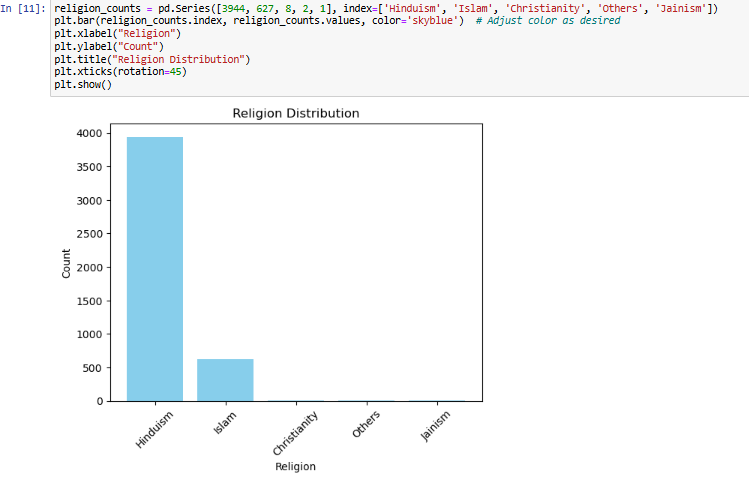 In [11]: religion_counts = pd.Series([3944, 627, 8, 2, 1], index=['Hinduism', 'Islam', 'Christianity', 'Others', 'Jainism'])
plt.bar(religion_counts.index, religion_counts.values, color='skyblue')  # Adjust color as desired
plt.xlabel("Religion")
plt.ylabel("Count")
plt.title("Religion Distribution")
plt.xticks(rotation=45)
plt.show()
Religion Distribution
4000
3500
3000
2500
2000
1500
1000
500
0
Count
Hinduism
Islam
Christianity
Others
Jainism
Religion